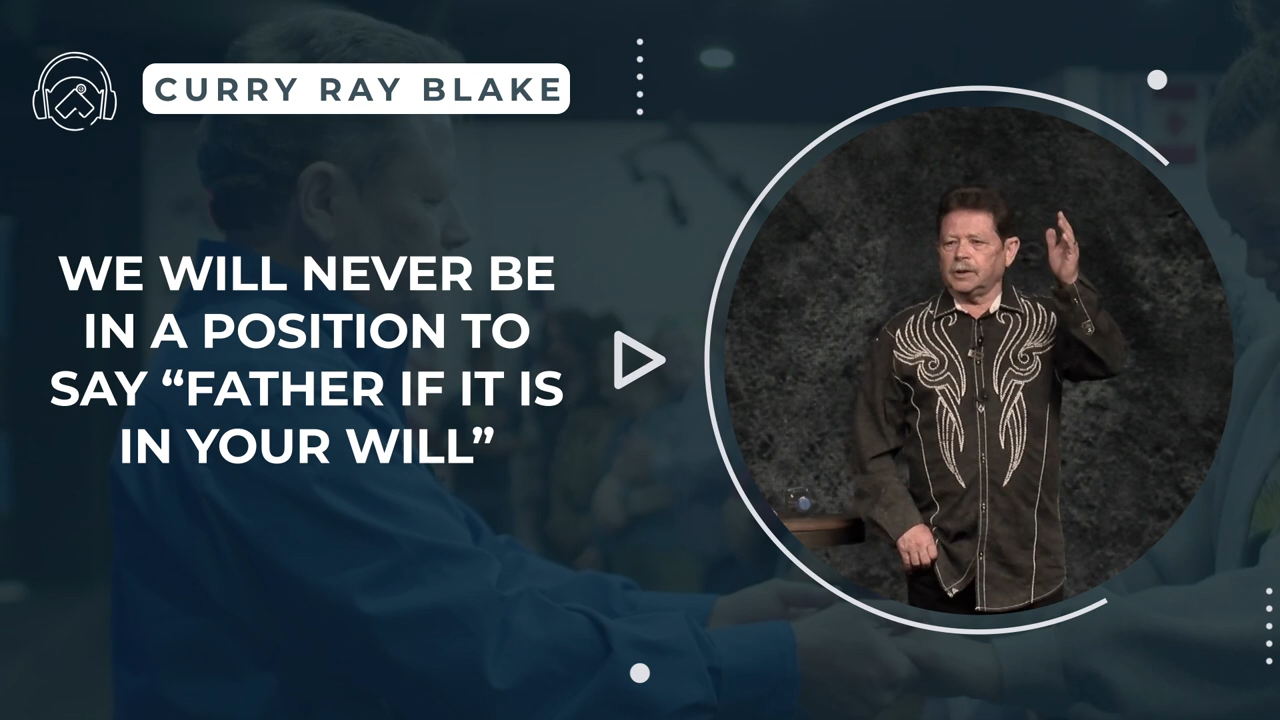 CURRY RAY BLAKE
WE WILL NEVER BE
IN A POSITION TO
SAY “FATHER IF IT IS
IN YOUR WILL”